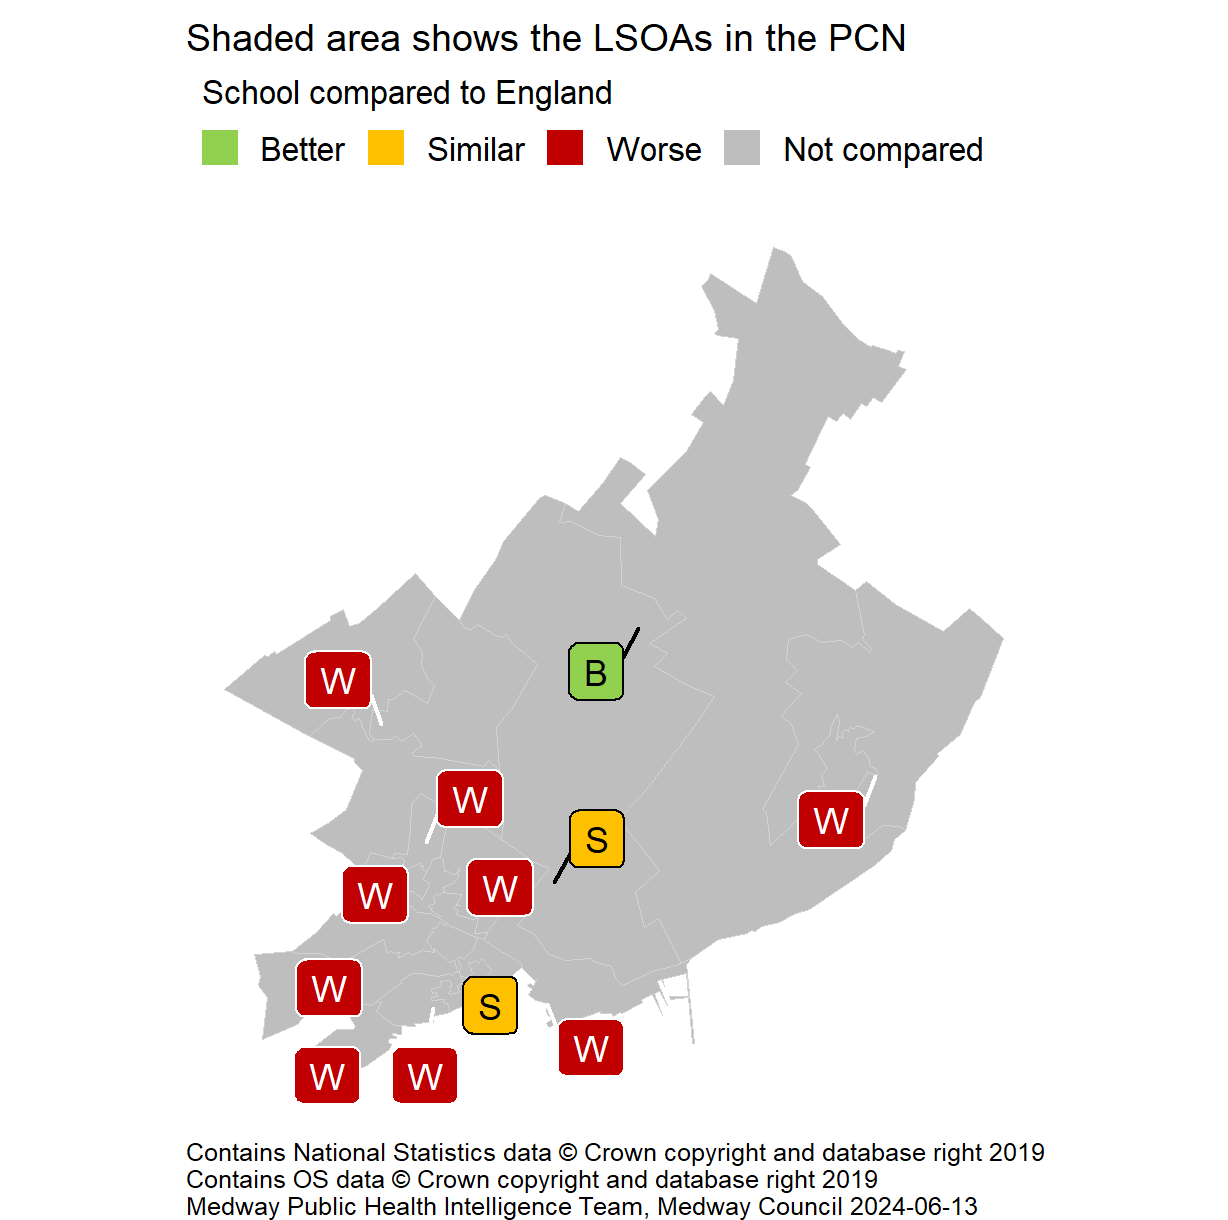 Shaded area shows the LSOAs in the PCN
School compared to England
Better Similar Worse Not compared
B
W
W
S
W
W
W
W
S
W
W
W
Contains National Statistics data © Crown copyright and database right 2019
Contains OS data © Crown copyright and database right 2019
Medway Public Health Intelligence Team, Medway Council 2024-06-13